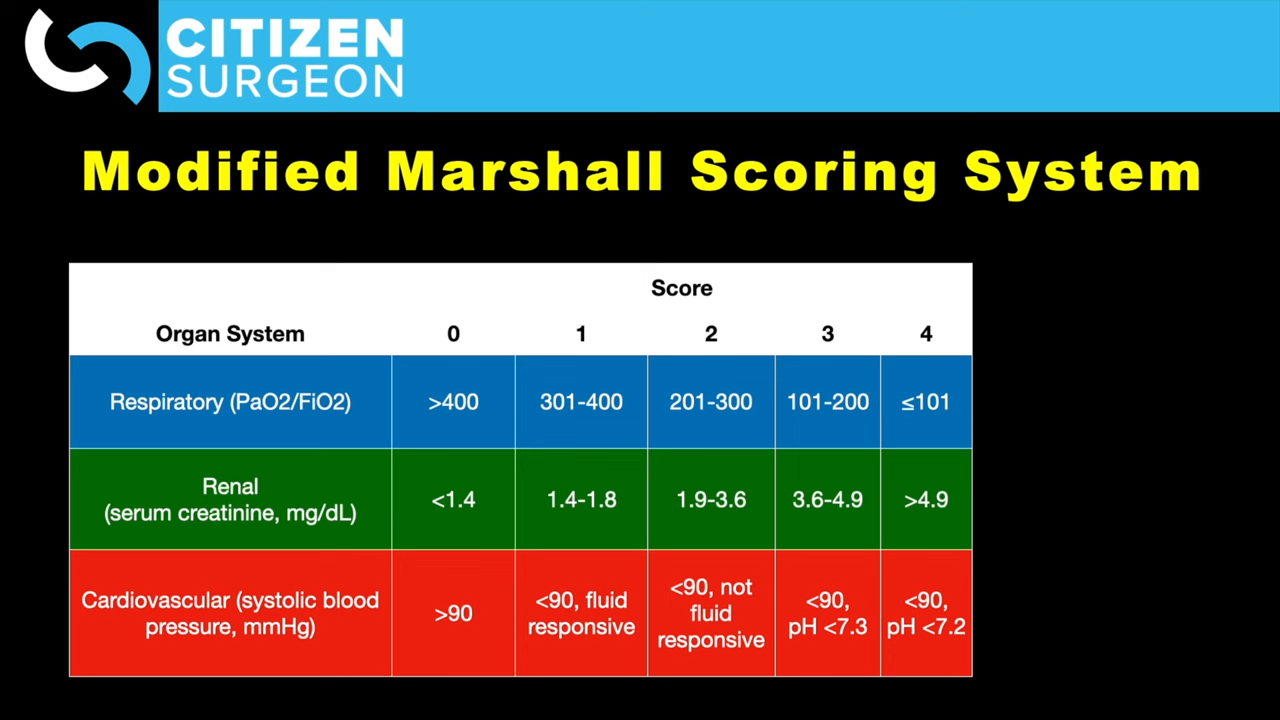 CITIZEN
SURGEON
Modified Marshall Scoring System
Score
Organ System 0 1 2 3 4
Respiratory (PaO2/FiO2) >400 301-400 201-300 101-200 ≤101
Renal
(serum creatinine, mg/dL) <1.4 1.4-1.8 1.9-3.6 3.6-4.9 >4.9
Cardiovascular (systolic blood
pressure, mmHg) >90 <90, fluid
responsive <90, not
fluid
responsive <90,
pH <7.3 <90,
pH <7.2